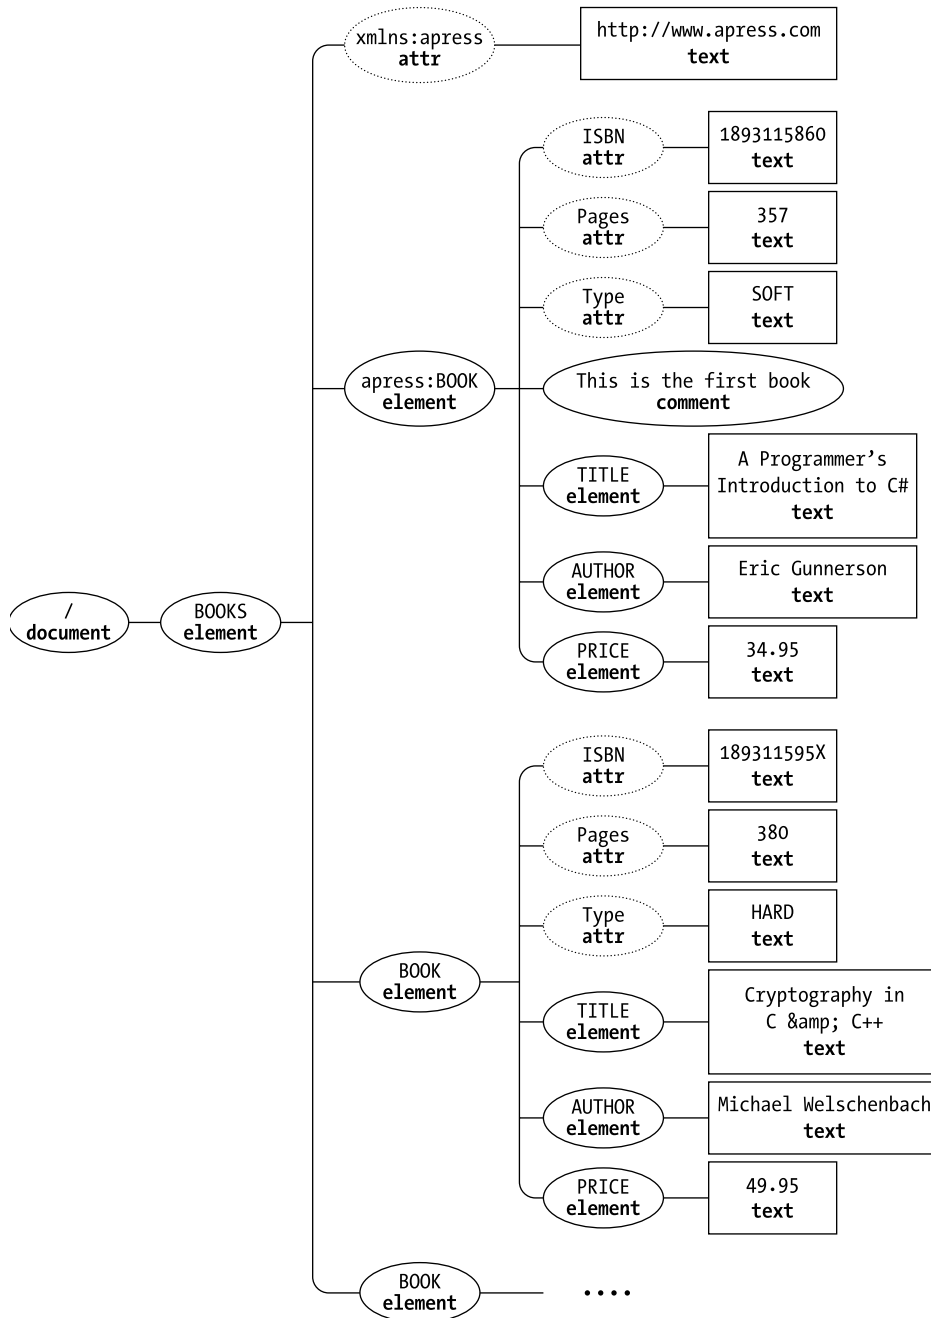 xmlns:apress
attr
http://www.apress.com
text
ISBN
attr
1893115860
text
Pages
attr
357
text
Type
attr
SOFT
text
apress:BOOK
element
This is the first book
comment
TITLE
element
A Programmer’s
Introduction to C#
text
AUTHOR
element
Eric Gunnerson
text
/
document
BOOKS
element
PRICE
element
34.95
text
ISBN
attr
189311595X
text
Pages
attr
380
text
Type
attr
HARD
text
BOOK
element
TITLE
element
Cryptography in
C &amp; C++
text
AUTHOR
element
Michael Welschenbach
text
PRICE
element
49.95
text
BOOK
element
....